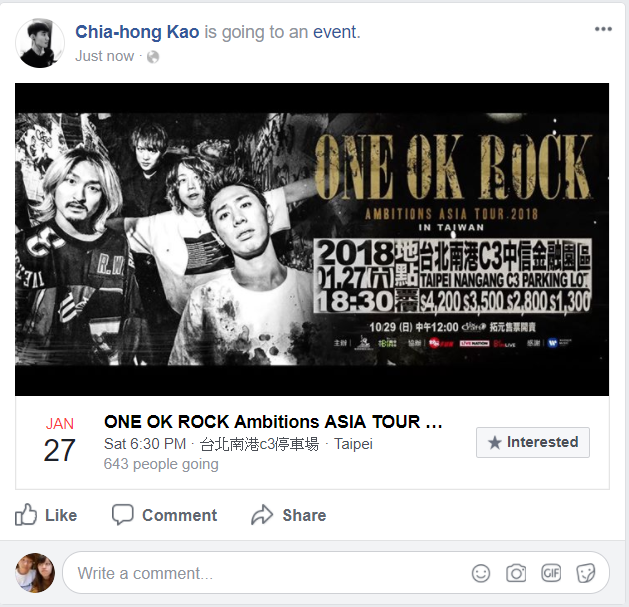 Chia-hong Kao is going to an event.
Just now
ONE OK ROCK
AMBITIONS ASIA TOUR 2018
IN TAIWAN
2018
01.27(六)
18:30
地點
台北南港C3中信金融園區
TAIPEI NANGANG C3 PARKING LOT
$4,200 $3,500 $2,800 $1,300
10/29 (日) 中午12:00 拓元售票開賣
主辦
協辦
LIVE NATION
感謝
JAN
27
ONE OK ROCK Ambitions ASIA TOUR ...
Sat 6:30 PM · 台北南港c3停車場 · Taipei
643 people going
Interested
Like
Comment
Share
Write a comment...
GIF